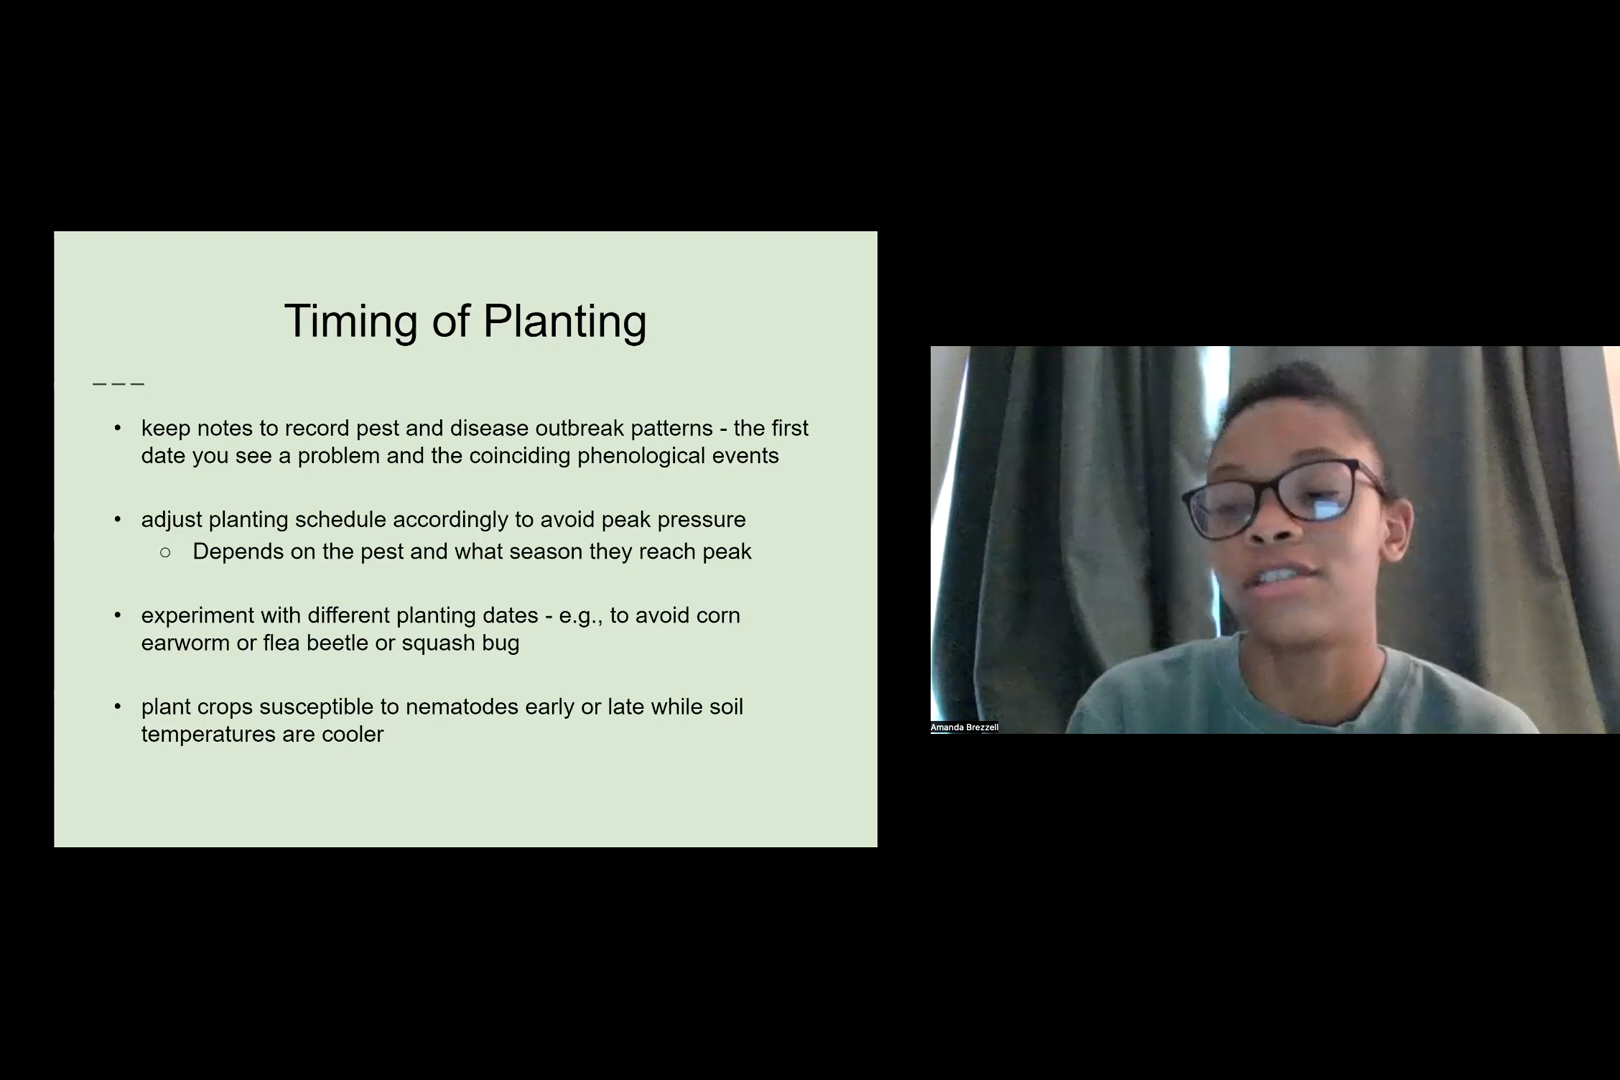 Timing of Planting
• keep notes to record pest and disease outbreak patterns - the first
date you see a problem and the coinciding phenological events
• adjust planting schedule accordingly to avoid peak pressure
○ Depends on the pest and what season they reach peak
• experiment with different planting dates - e.g., to avoid corn
earworm or flea beetle or squash bug
• plant crops susceptible to nematodes early or late while soil
temperatures are cooler
Amanda Brezzell